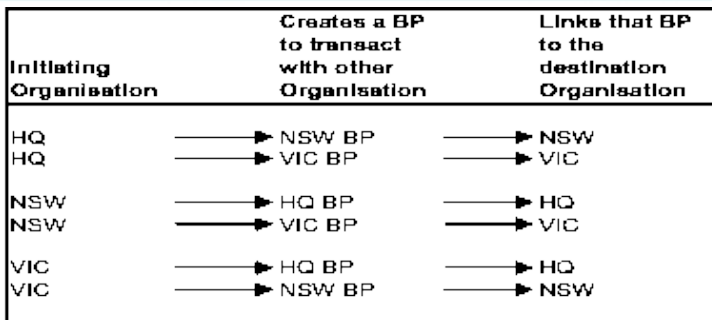 Initiating Organisation
Creates a BP to transact with other Organisation
Links that BP to the destination Organisation
HQ NSW BP NSW
HQ VIC BP VIC
NSW HQ BP HQ
NSW VIC BP VIC
VIC HQ BP HQ
VIC NSW BP NSW